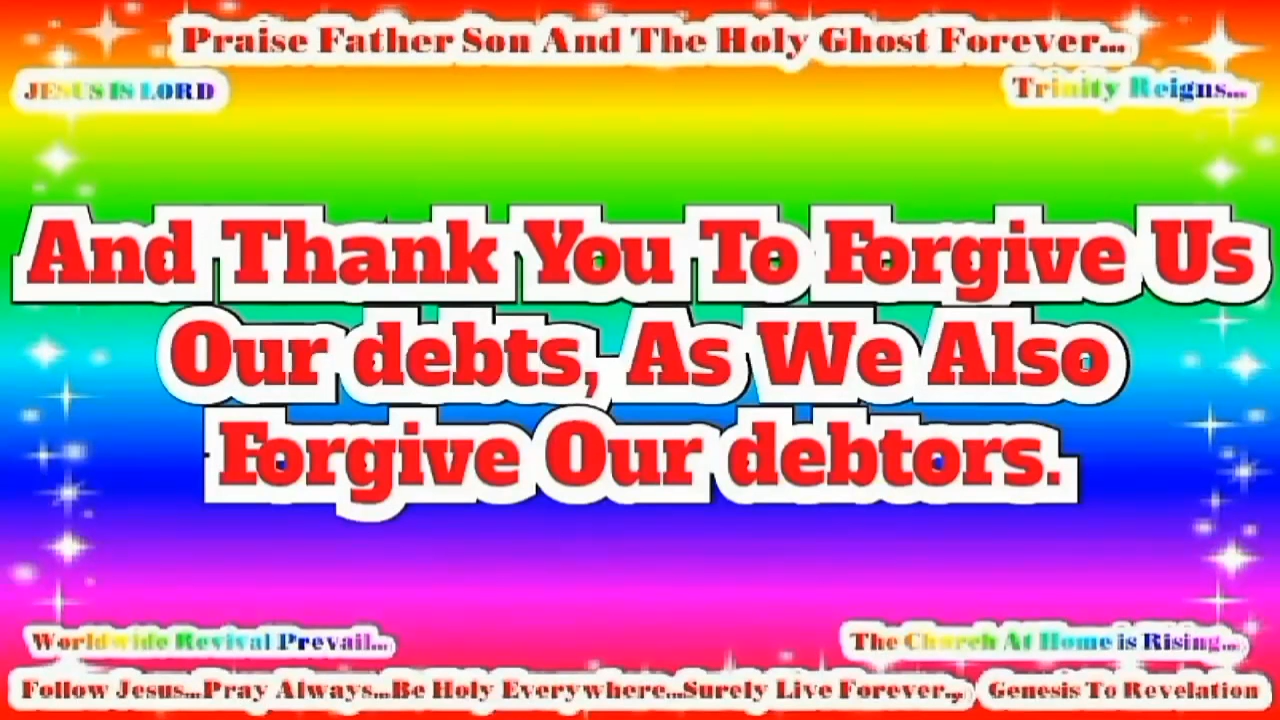 Praise Father Son And The Holy Ghost Forever...
JESUS IS LORD
Trinity Reigns...
And Thank You To Forgive Us
Our debts, As We Also
Forgive Our debtors.
Worldwide Revival Prevail...
The Church At Home is Rising...
Follow Jesus...Pray Always...Be Holy Everywhere...Surely Live Forever..., Genesis To Revelation